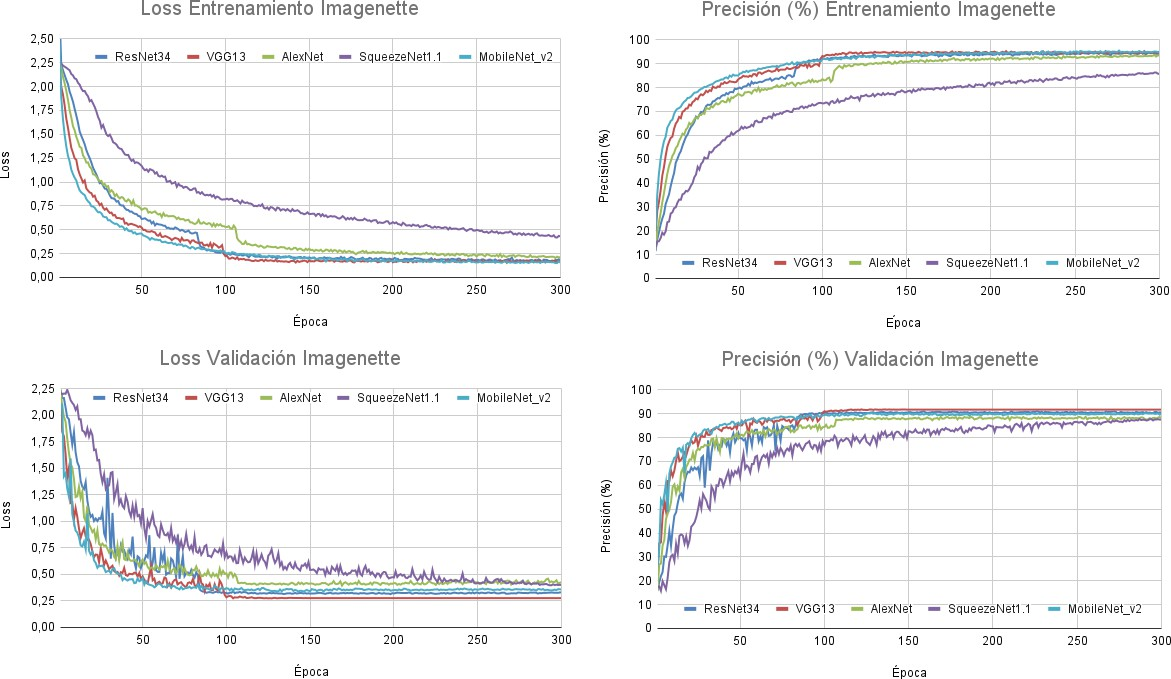 Loss Entrenamiento Imagenette
2,50
2,25
2,00
1,75
1,50
1,25
1,00
0,75
0,50
0,25
0,00
Loss
ResNet34 VGG13 AlexNet SqueezeNet1.1 MobileNet_v2
50 100 150 200 250 300
Época
Precisión (%) Entrenamiento Imagenette
100
90
80
70
60
50
40
30
20
10
0
Precisión (%)
ResNet34 VGG13 AlexNet SqueezeNet1.1 MobileNet_v2
50 100 150 200 250 300
Época
Loss Validación Imagenette
2,25
2,00
1,75
1,50
1,25
1,00
0,75
0,50
0,25
0,00
Loss
ResNet34 VGG13 AlexNet SqueezeNet1.1 MobileNet_v2
50 100 150 200 250 300
Época
Precisión (%) Validación Imagenette
100
90
80
70
60
50
40
30
20
10
0
Precisión (%)
ResNet34 VGG13 AlexNet SqueezeNet1.1 MobileNet_v2
50 100 150 200 250 300
Época